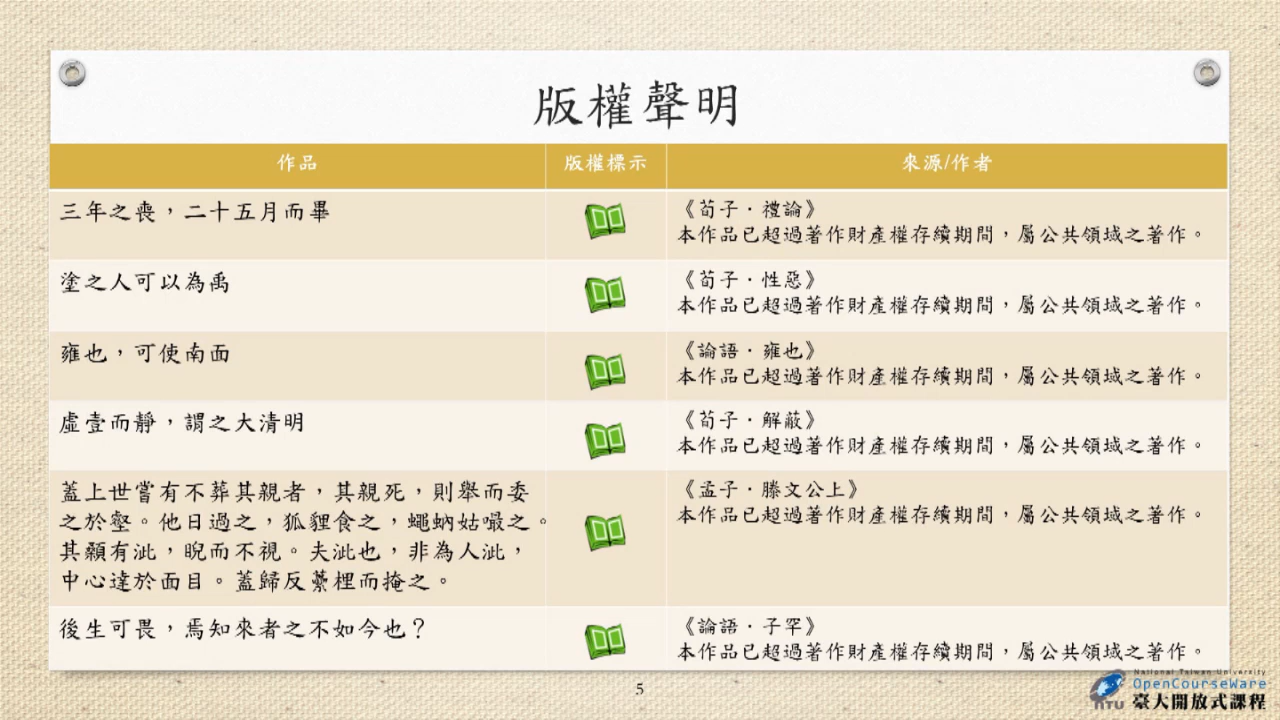 版權聲明
作品 版權標示 來源/作者
三年之喪，二十五月而畢
《荀子．禮論》
本作品已超過著作財產權存續期間，屬公共領域之著作。
塗之人可以為禹
《荀子．性惡》
本作品已超過著作財產權存續期間，屬公共領域之著作。
雍也，可使南面
《論語．雍也》
本作品已超過著作財產權存續期間，屬公共領域之著作。
虛壹而靜，謂之大清明
《荀子．解蔽》
本作品已超過著作財產權存續期間，屬公共領域之著作。
蓋上世嘗有不葬其親者，其親死，則舉而委
之於壑。他日過之，狐貍食之，蠅蚋姑嘬之。
其顙有泚，睨而不視。夫泚也，非為人泚，
中心達於面目。蓋歸反虆梩而掩之。
《孟子．滕文公上》
本作品已超過著作財產權存續期間，屬公共領域之著作。
後生可畏，焉知來者之不如今也？
《論語．子罕》
本作品已超過著作財產權存續期間，屬公共領域之著作。
5
National Taiwan University
OpenCourseWare
NTU 臺大開放式課程